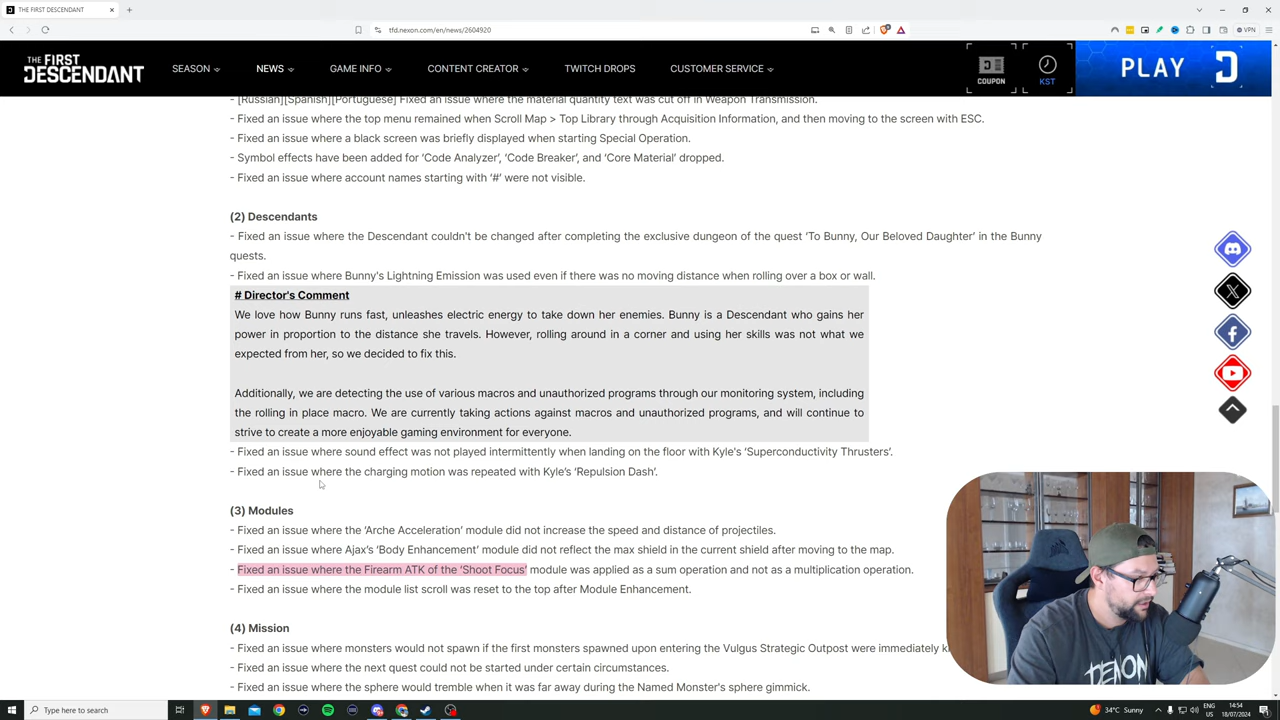 THE FIRST DESCENDANT
tfd.nexon.com/en/news/2604920
VPN
THE FIRST
DESCENDANT
SEASON
NEWS
GAME INFO
CONTENT CREATOR
TWITCH DROPS
CUSTOMER SERVICE
COUPON
KST
PLAY
- [Russian][Spanish][Portuguese] Fixed an issue where the material quantity text was cut off in Weapon Transmission.
- Fixed an issue where the top menu remained when Scroll Map > Top Library through Acquisition Information, and then moving to the screen with ESC.
- Fixed an issue where a black screen was briefly displayed when starting Special Operation.
- Symbol effects have been added for ‘Code Analyzer’, ‘Code Breaker’, and ‘Core Material’ dropped.
- Fixed an issue where account names starting with ‘#’ were not visible.
(2) Descendants
- Fixed an issue where the Descendant couldn't be changed after completing the exclusive dungeon of the quest ‘To Bunny, Our Beloved Daughter’ in the Bunny
quests.
- Fixed an issue where Bunny's Lightning Emission was used even if there was no moving distance when rolling over a box or wall.
# Director's Comment
We love how Bunny runs fast, unleashes electric energy to take down her enemies. Bunny is a Descendant who gains her
power in proportion to the distance she travels. However, rolling around in a corner and using her skills was not what we
expected from her, so we decided to fix this.
Additionally, we are detecting the use of various macros and unauthorized programs through our monitoring system, including
the rolling in place macro. We are currently taking actions against macros and unauthorized programs, and will continue to
strive to create a more enjoyable gaming environment for everyone.
- Fixed an issue where sound effect was not played intermittently when landing on the floor with Kyle's ‘Superconductivity Thrusters’.
- Fixed an issue where the charging motion was repeated with Kyle’s ‘Repulsion Dash’.
(3) Modules
- Fixed an issue where the ‘Arche Acceleration’ module did not increase the speed and distance of projectiles.
- Fixed an issue where Ajax’s ‘Body Enhancement’ module did not reflect the max shield in the current shield after moving to the map.
- Fixed an issue where the Firearm ATK of the ‘Shoot Focus’ module was applied as a sum operation and not as a multiplication operation.
- Fixed an issue where the module list scroll was reset to the top after Module Enhancement.
(4) Mission
- Fixed an issue where monsters would not spawn if the first monsters spawned upon entering the Vulgus Strategic Outpost were immediately
- Fixed an issue where the next quest could not be started under certain circumstances.
- Fixed an issue where the sphere would tremble when it was far away during the Named Monster's sphere gimmick.
DENON
Type here to search
34°C Sunny
ENG
US
14:54
18/07/2024